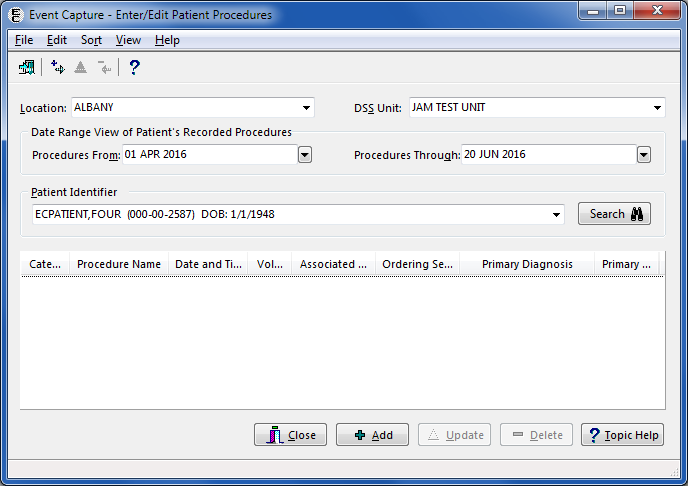 Event Capture - Enter/Edit Patient Procedures
File Edit Sort View Help
Location: ALBANY DSS Unit: JAM TEST UNIT
Date Range View of Patient's Recorded Procedures
Procedures From: 01 APR 2016 Procedures Through: 20 JUN 2016
Patient Identifier
ECPATIENT,FOUR (000-00-2587) DOB: 1/1/1948 Search
Cate... Procedure Name Date and Ti... Vol... Associated ... Ordering Se... Primary Diagnosis Primary ...
Close Add Update Delete Topic Help